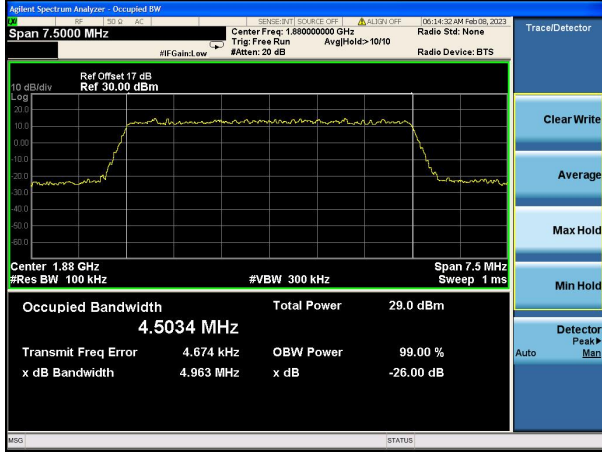 Agilent Spectrum Analyzer - Occupied BW
RF 50 Ω AC SENSE:INT SOURCE OFF ALIGN OFF 06:14:32 AM Feb 08, 2023
Span 7.5000 MHz
Center Freq: 1.880000000 GHz
Radio Std: None
Trig: Free Run Avg|Hold:>10/10
#IFGain:Low
#Atten: 20 dB
Radio Device: BTS
Trace/Detector
Ref Offset 17 dB
10 dB/div Ref 30.00 dBm
Log
20.0
10.0
0.00
-10.0
-20.0
-30.0
-40.0
-50.0
-60.0
Center 1.88 GHz Span 7.5 MHz
#Res BW 100 kHz #VBW 300 kHz Sweep 1 ms
Occupied Bandwidth Total Power 29.0 dBm
4.5034 MHz
Transmit Freq Error 4.674 kHz OBW Power 99.00 %
x dB Bandwidth 4.963 MHz x dB -26.00 dB
Clear Write
Average
Max Hold
Min Hold
Detector
Peak▶
Auto Man
MSG STATUS